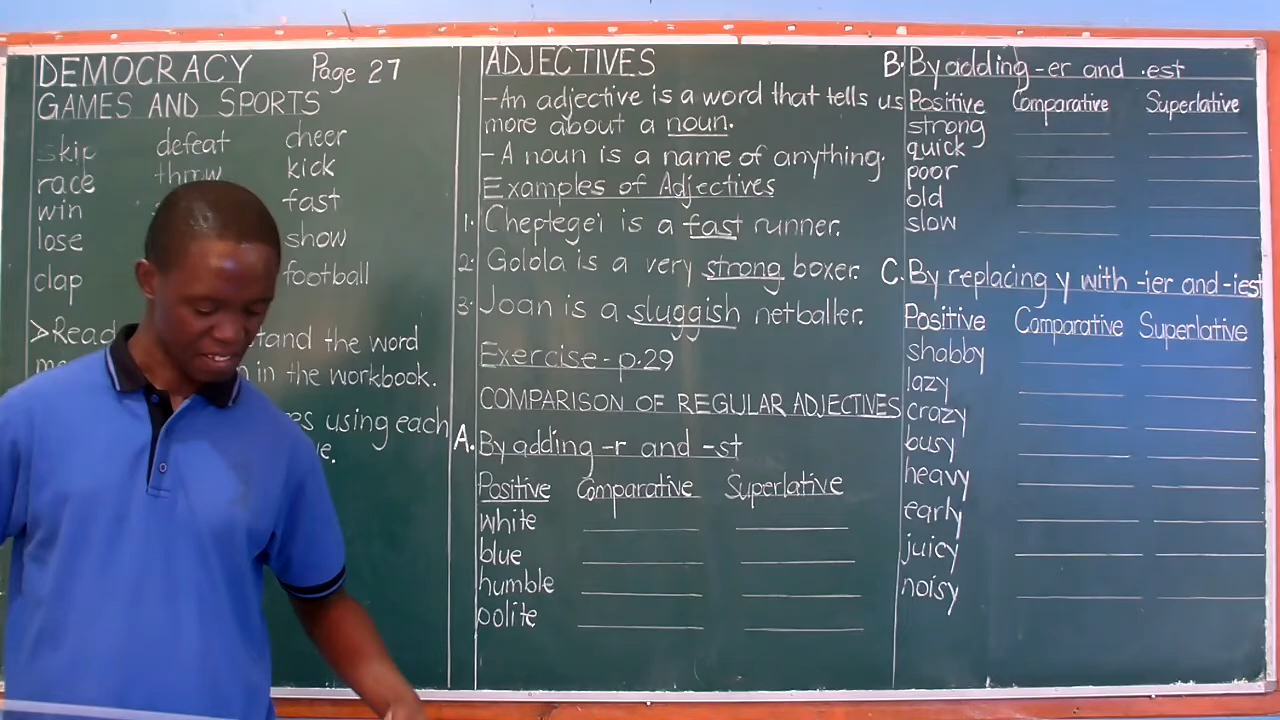 DEMOCRACY Page 27
GAMES AND SPORTS
skip defeat cheer
race throw kick
win fast
lose show
clap football
➤Read tand the word
in the workbook.
es using each
ADJECTIVES
-An adjective is a word that tells us
more about a noun.
- A noun is a name of anything.
Examples of Adjectives
1. Cheptegei is a fast runner.
2. Golola is a very strong boxer.
3. Joan is a sluggish netballer.
Exercise - p.29
COMPARISON OF REGULAR ADJECTIVES
A. By adding -r and -st
Positive Comparative Superlative
white
blue
humble
polite
B. By adding -er and -est
Positive Comparative Superlative
strong
quick
poor
old
slow
C. By replacing y with -ier and -iest
Positive Comparative Superlative
shabby
lazy
crazy
busy
heavy
early
juicy
noisy